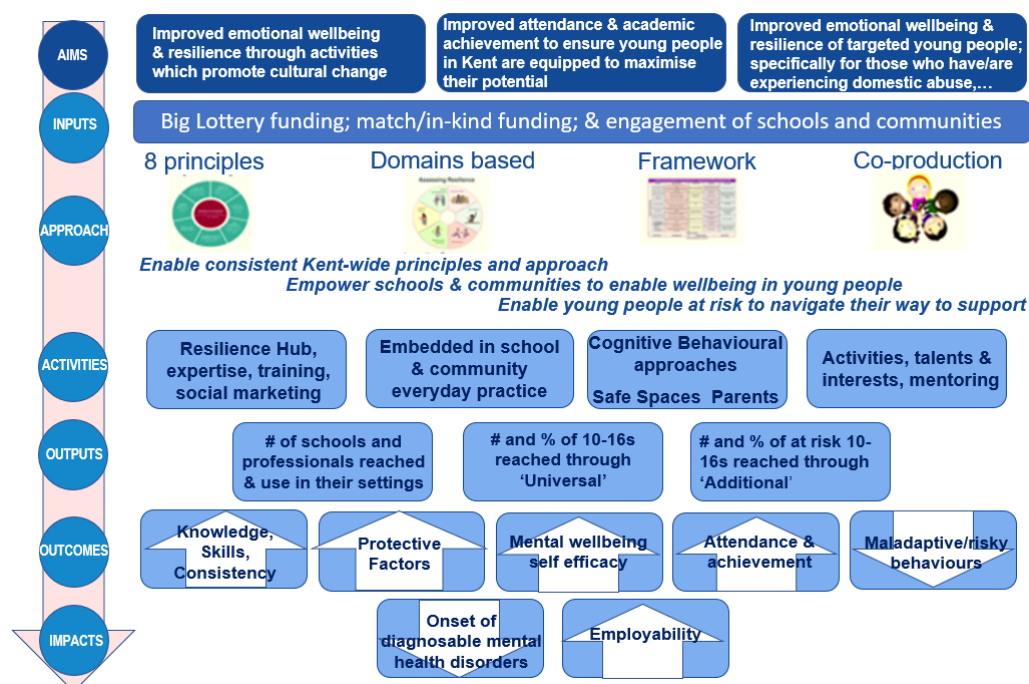 AIMS
Improved emotional wellbeing
& resilience through activities
which promote cultural change
Improved attendance & academic
achievement to ensure young people
in Kent are equipped to maximise
their potential
Improved emotional wellbeing &
resilience of targeted young people;
specifically for those who have/are
experiencing domestic abuse,…
INPUTS
Big Lottery funding; match/in-kind funding; & engagement of schools and communities
APPROACH
8 principles
Domains based
Framework
Co-production
Assessing Resilience
Enable consistent Kent-wide principles and approach
Empower schools & communities to enable wellbeing in young people
Enable young people at risk to navigate their way to support
ACTIVITIES
Resilience Hub,
expertise, training,
social marketing
Embedded in school
& community
everyday practice
Cognitive Behavioural
approaches
Safe Spaces Parents
Activities, talents &
interests, mentoring
OUTPUTS
# of schools and
professionals reached
& use in their settings
# and % of 10-16s
reached through
‘Universal’
# and % of at risk 10-
16s reached through
‘Additional’
OUTCOMES
Knowledge,
Skills,
Consistency
Protective
Factors
Mental wellbeing
self efficacy
Attendance &
achievement
Maladaptive/risky
behaviours
IMPACTS
Onset of
diagnosable mental
health disorders
Employability